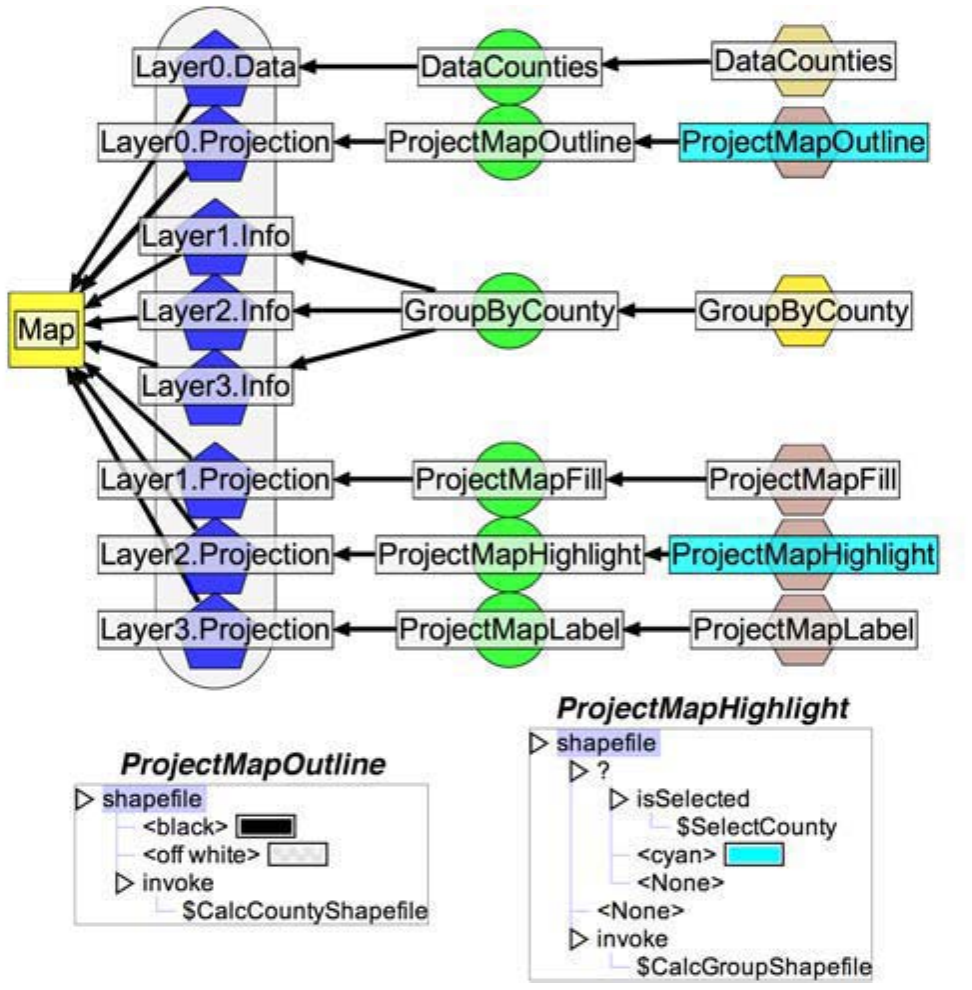 Layer0.Data DataCounties DataCounties
Layer0.Projection ProjectMapOutline ProjectMapOutline
Layer1.Info
Map Layer2.Info GroupByCounty GroupByCounty
Layer3.Info
Layer1.Projection ProjectMapFill ProjectMapFill
Layer2.Projection ProjectMapHighlight ProjectMapHighlight
Layer3.Projection ProjectMapLabel ProjectMapLabel
ProjectMapOutline
shapefile
<black>
<off white>
invoke
$CalcCountyShapefile
ProjectMapHighlight
shapefile
?
isSelected
$SelectCounty
<cyan>
<None>
<None>
invoke
$CalcGroupShapefile